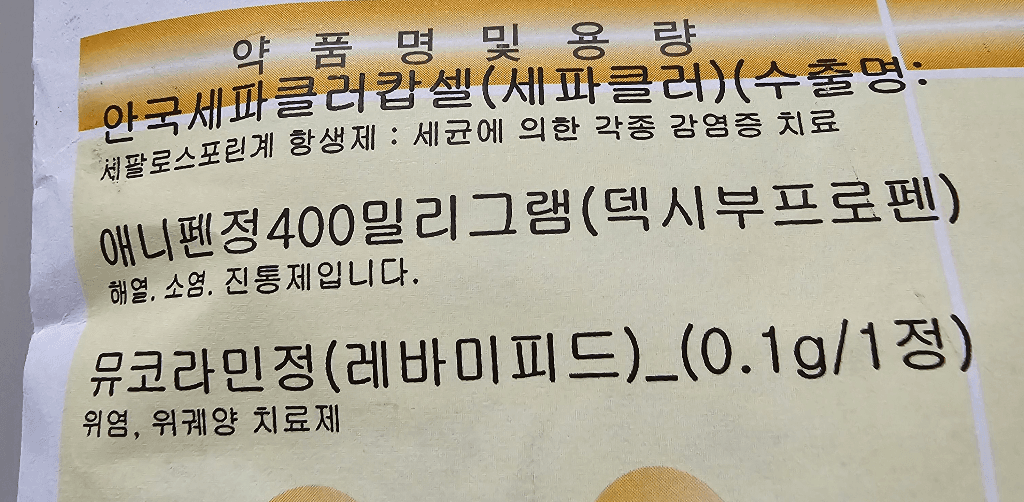 약 품 명 및 용 량
안국세파클러캡셀(세파클러)(수출명:
세팔로스포린계 항생제 : 세균에 의한 각종 감염증 치료
애니펜정400밀리그램(덱시부프로펜)
해열. 소염. 진통제입니다.
뮤코라민정(레바미피드)_(0.1g/1정)
위염, 위궤양 치료제